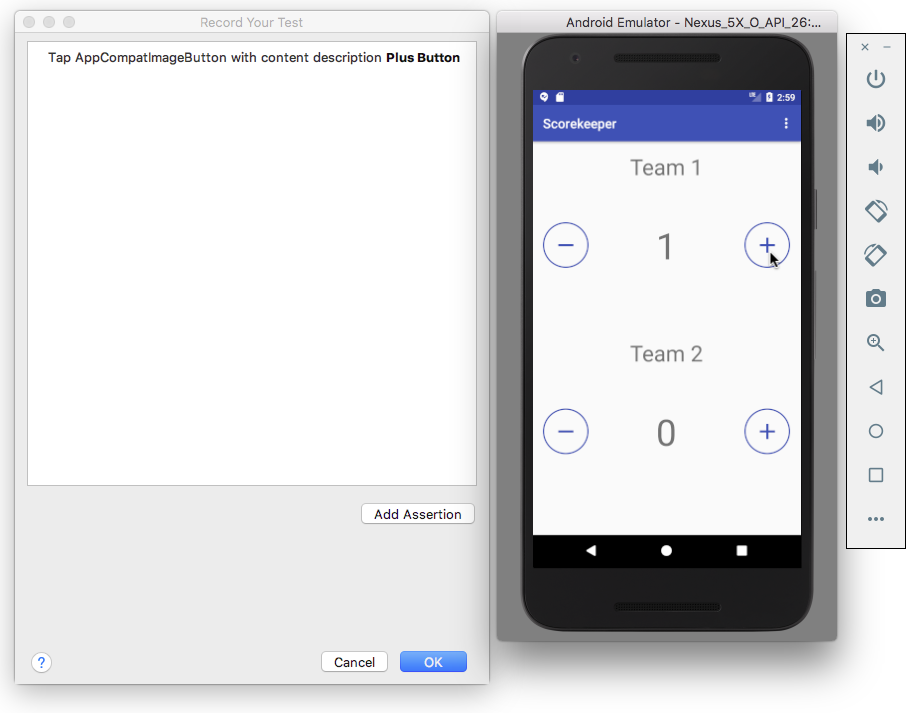 Record Your Test
Tap AppCompatImageButton with content description Plus Button
Add Assertion
?
Cancel
OK
Android Emulator - Nexus_5X_O_API_26:...
2:59
Scorekeeper
Team 1
− 1 +
Team 2
− 0 +